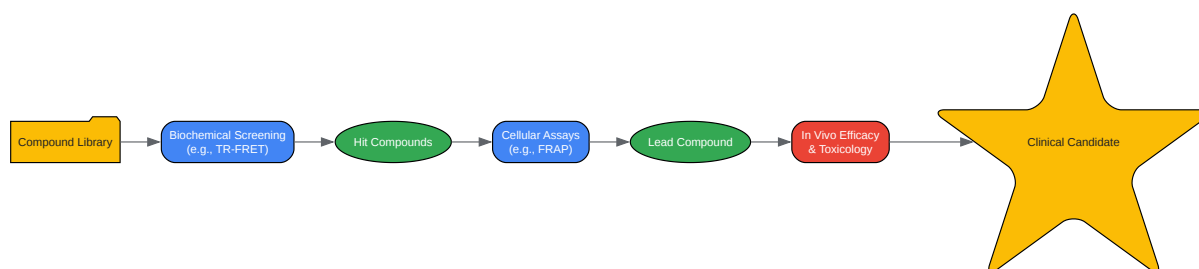 Compound Library
Biochemical Screening
(e.g., TR-FRET)
Hit Compounds
Cellular Assays
(e.g., FRAP)
Lead Compound
In Vivo Efficacy
& Toxicology
Clinical Candidate